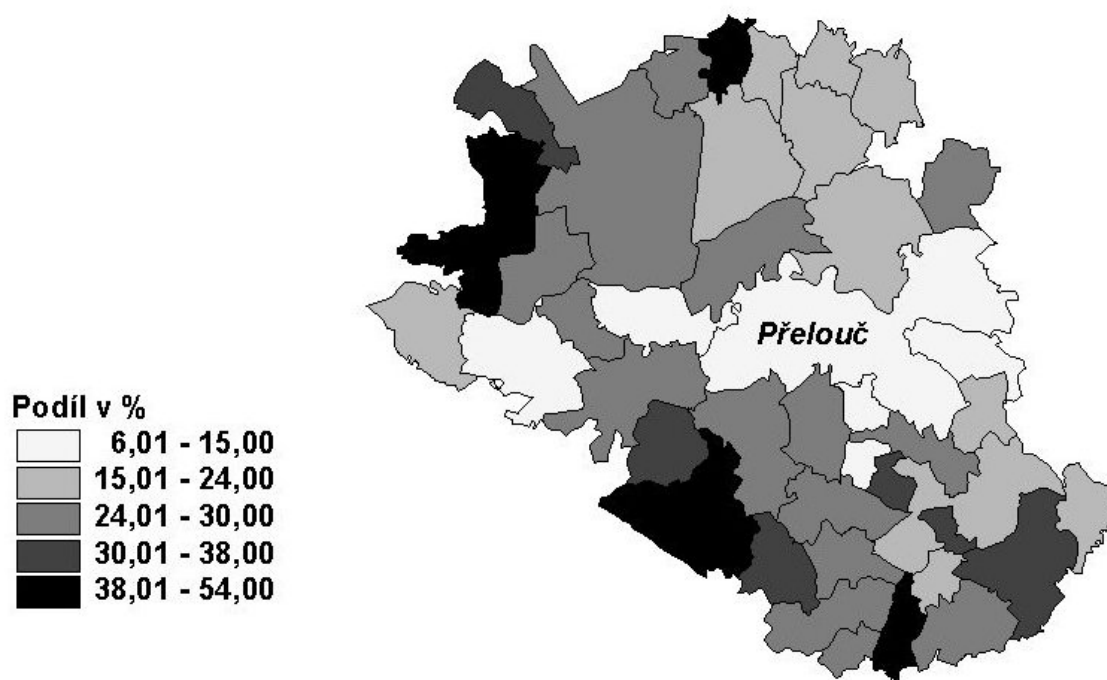 Přelouč
Podíl v %
6,01 - 15,00
15,01 - 24,00
24,01 - 30,00
30,01 - 38,00
38,01 - 54,00